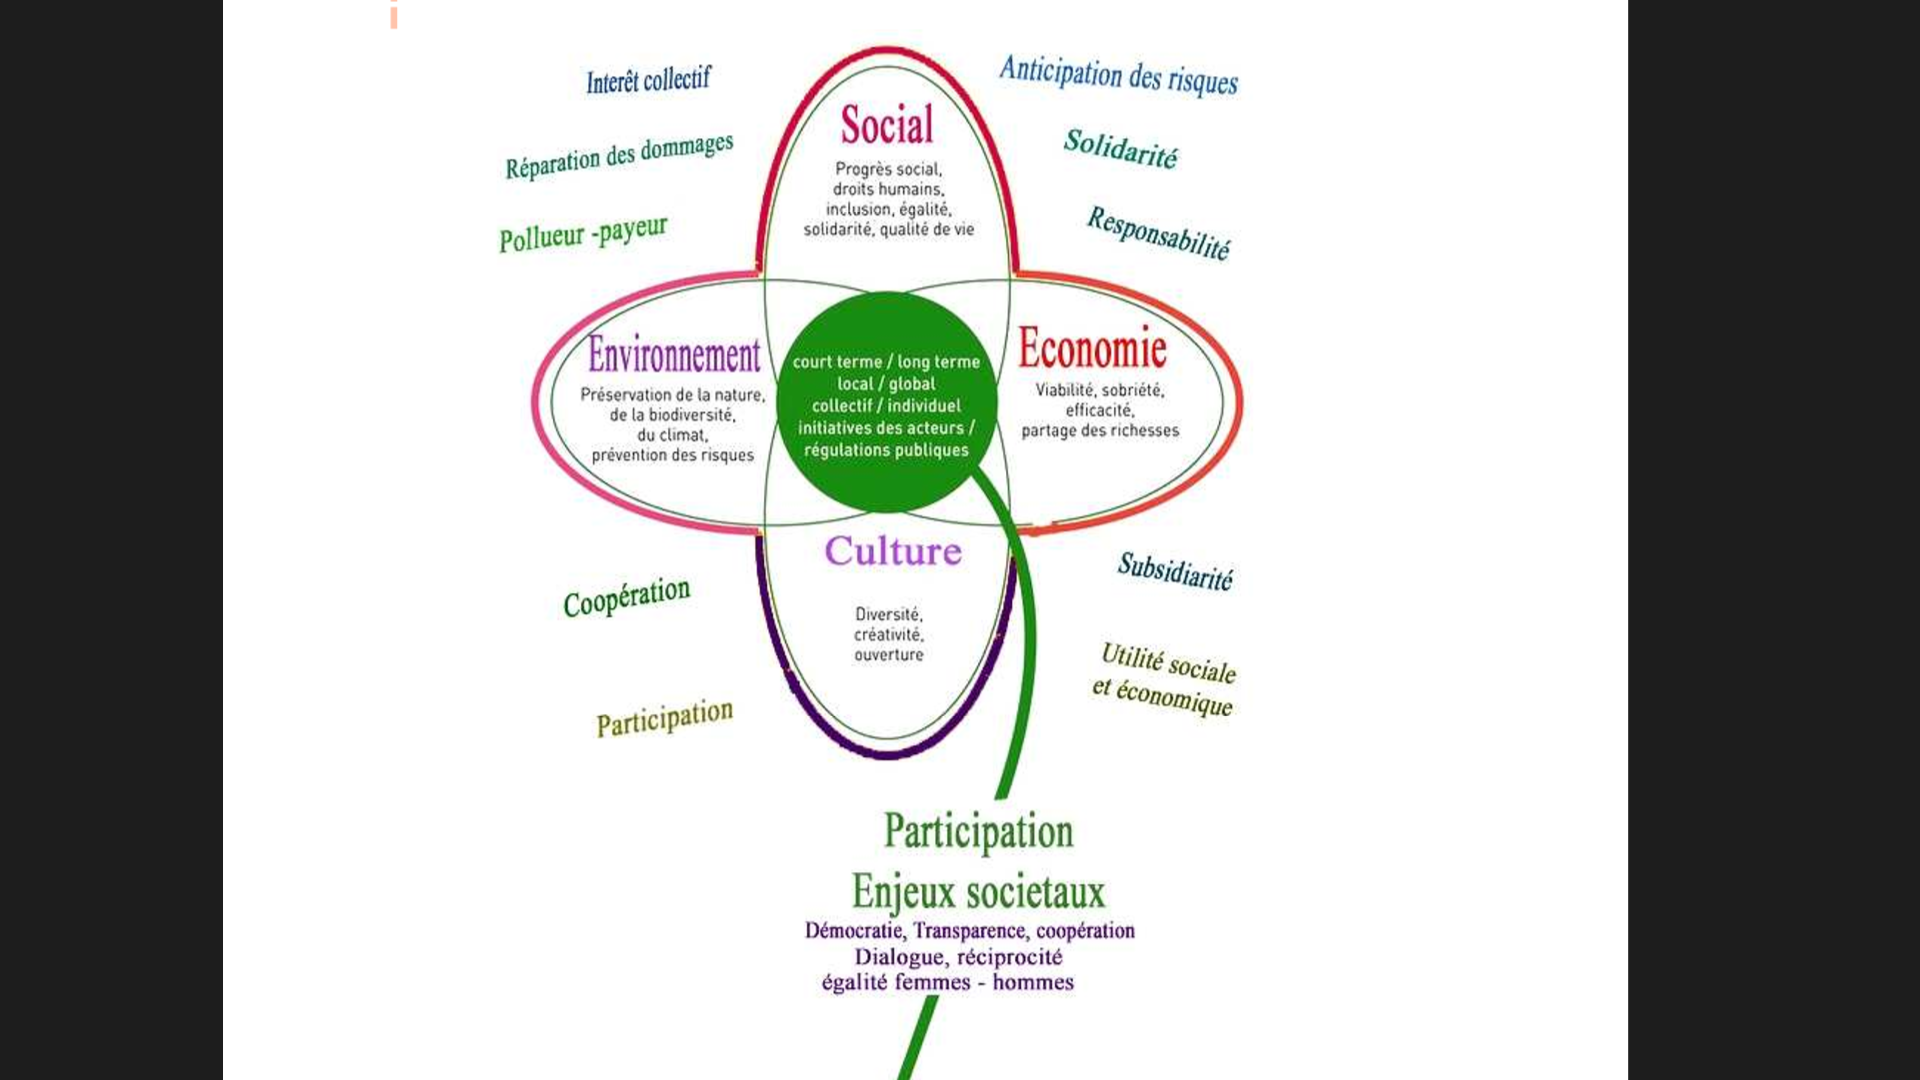 i
Interêt collectif
Anticipation des risques
Réparation des dommages
Solidarité
Pollueur -payeur
Responsabilité
Social
Progrès social,
droits humains,
inclusion, égalité,
solidarité, qualité de vie
Environnement
Préservation de la nature,
de la biodiversité,
du climat,
prévention des risques
court terme / long terme
local / global
collectif / individuel
initiatives des acteurs /
régulations publiques
Economie
Viabilité, sobriété,
efficacité,
partage des richesses
Culture
Diversité,
créativité,
ouverture
Coopération
Participation
Subsidiarité
Utilité sociale
et économique
Participation
Enjeux societaux
Démocratie, Transparence, coopération
Dialogue, réciprocité
égalité femmes - hommes